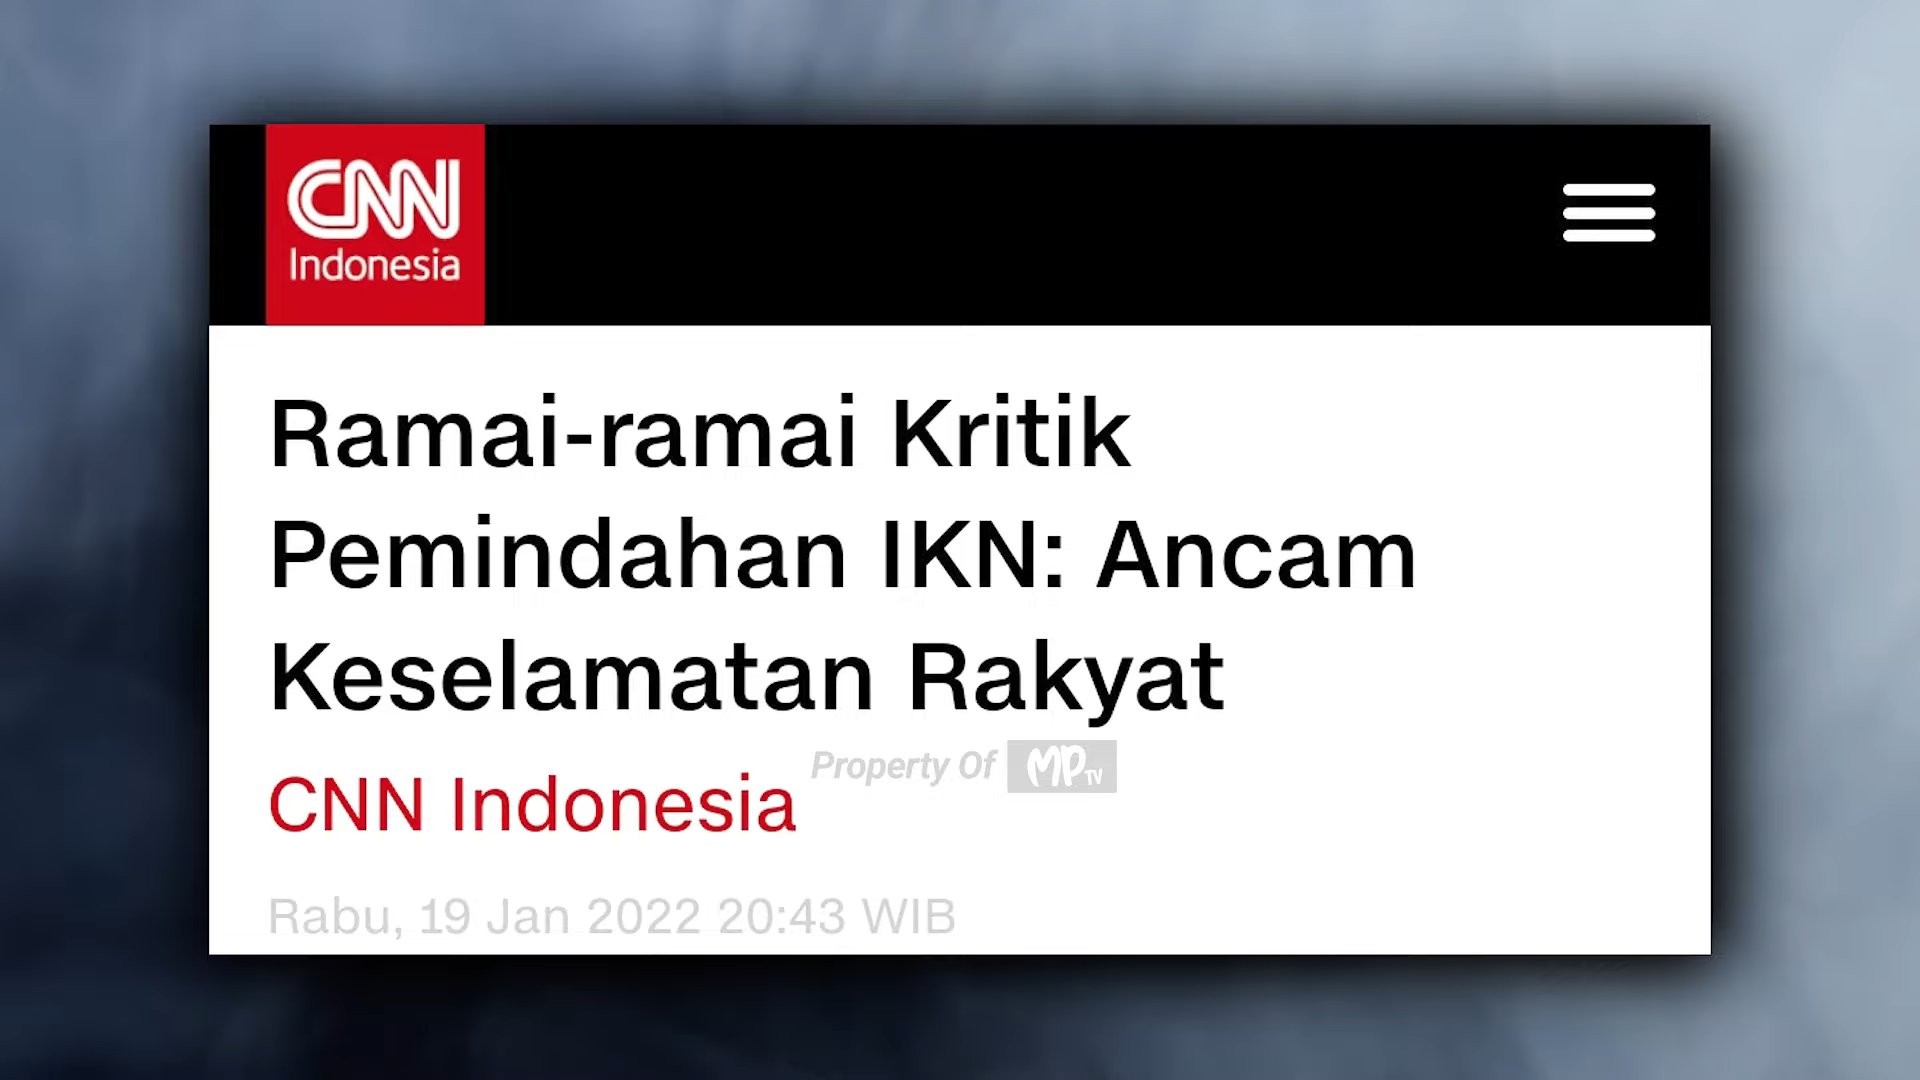 CNN
Indonesia
Ramai-ramai Kritik
Pemindahan IKN: Ancam
Keselamatan Rakyat
Property Of MPTV
CNN Indonesia
Rabu, 19 Jan 2022 20:43 WIB